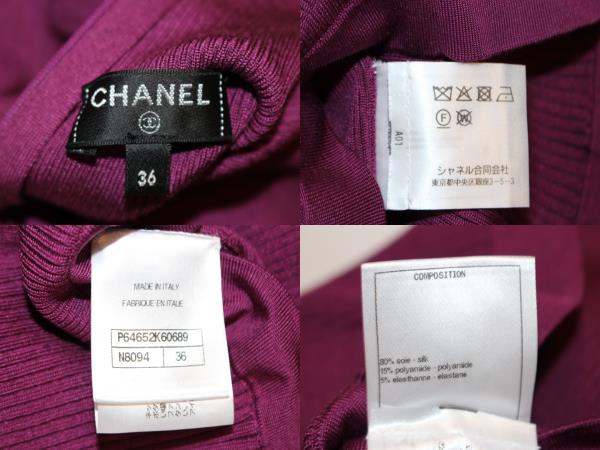 CHANEL
36
F
W
A01
シャネル合同会社
東京都中央区銀座3-5-3
MADE IN ITALY
FABRIQUE EN ITALIE
P64652K60689
N8094 36
COMPOSITION
80% soie - silk
15% polyamide - polyamide
5% elasthanne - elastane